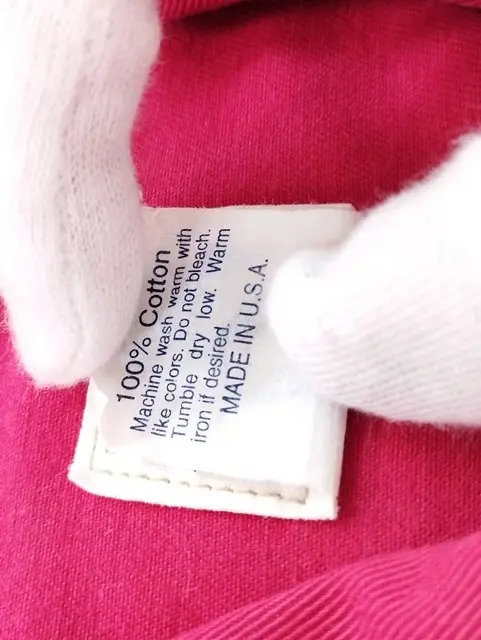 100% Cotton
Machine wash warm with
like colors. Do not bleach.
Tumble dry low. Warm
iron if desired.
MADE IN U.S.A.